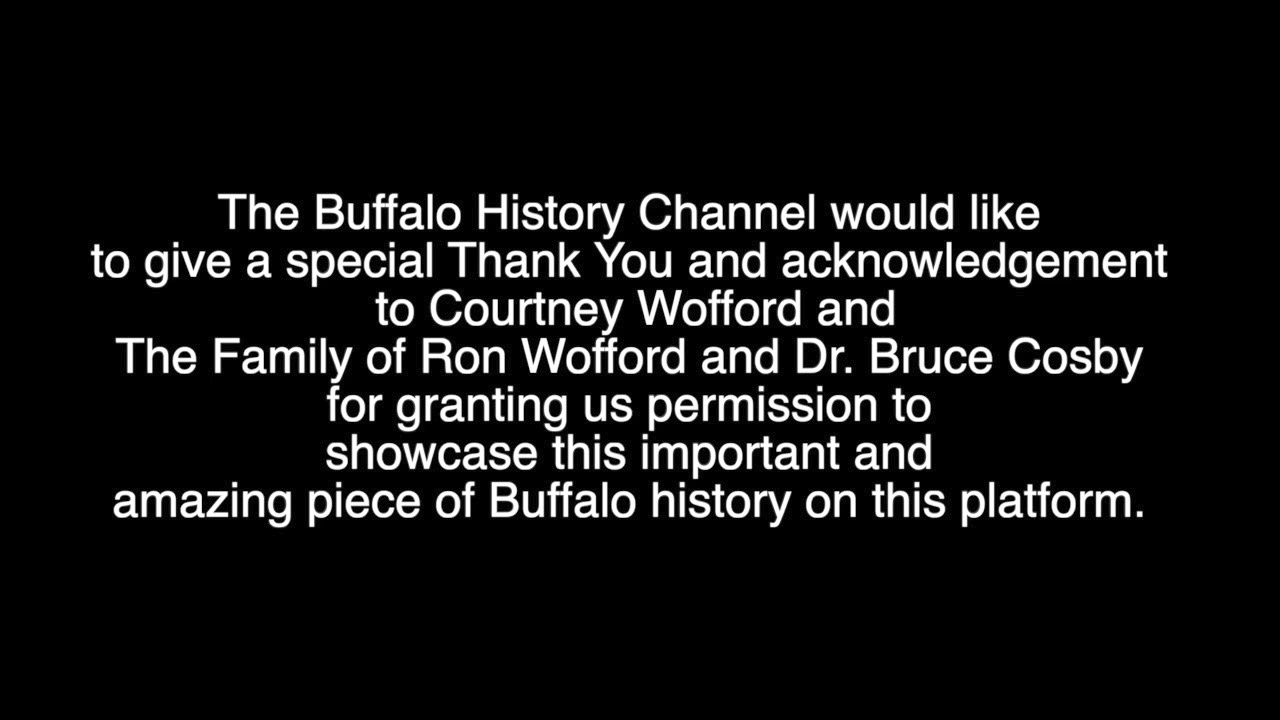 The Buffalo History Channel would like
to give a special Thank You and acknowledgement
to Courtney Wofford and
The Family of Ron Wofford and Dr. Bruce Cosby
for granting us permission to
showcase this important and
amazing piece of Buffalo history on this platform.